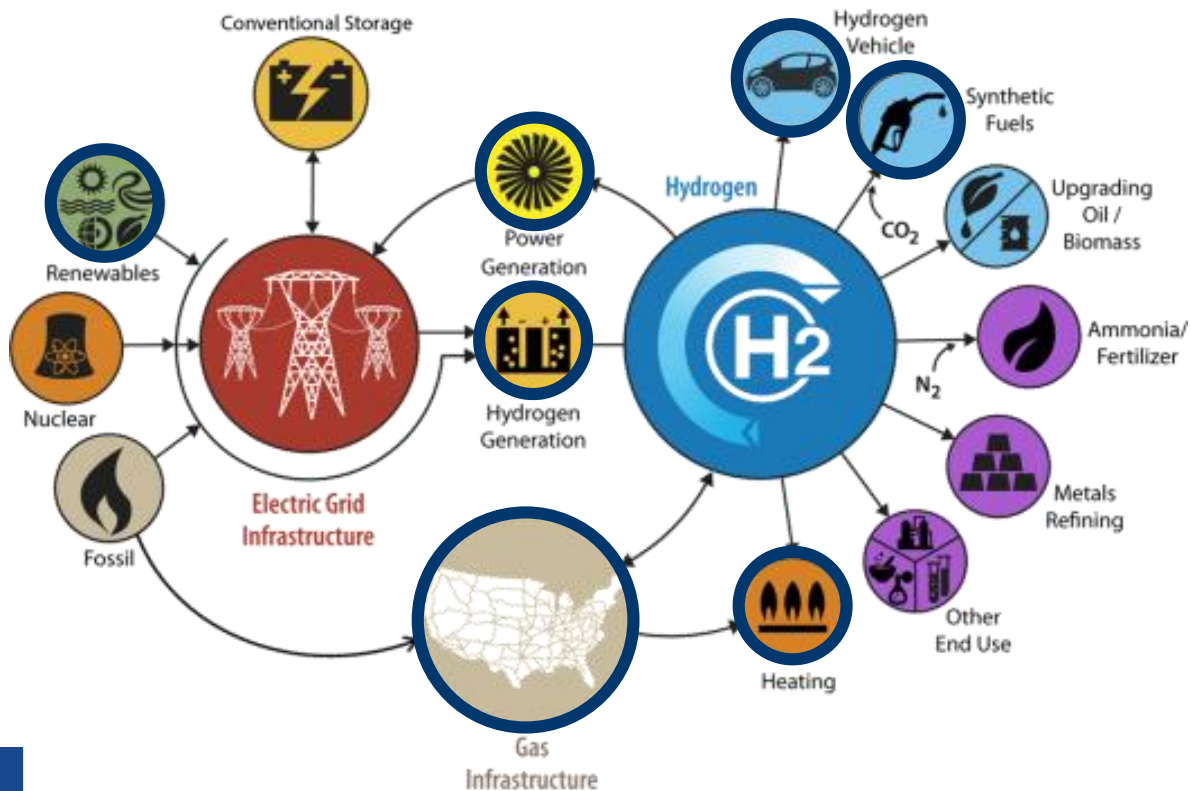 Conventional Storage
Hydrogen
Vehicle
Synthetic
Fuels
Hydrogen
Upgrading
Oil /
Biomass
CO2
Renewables
Power
Generation
H2
Ammonia/
Fertilizer
N2
Nuclear
Hydrogen
Generation
Electric Grid
Infrastructure
Metals
Refining
Fossil
Other
End Use
Heating
Gas
Infrastructure